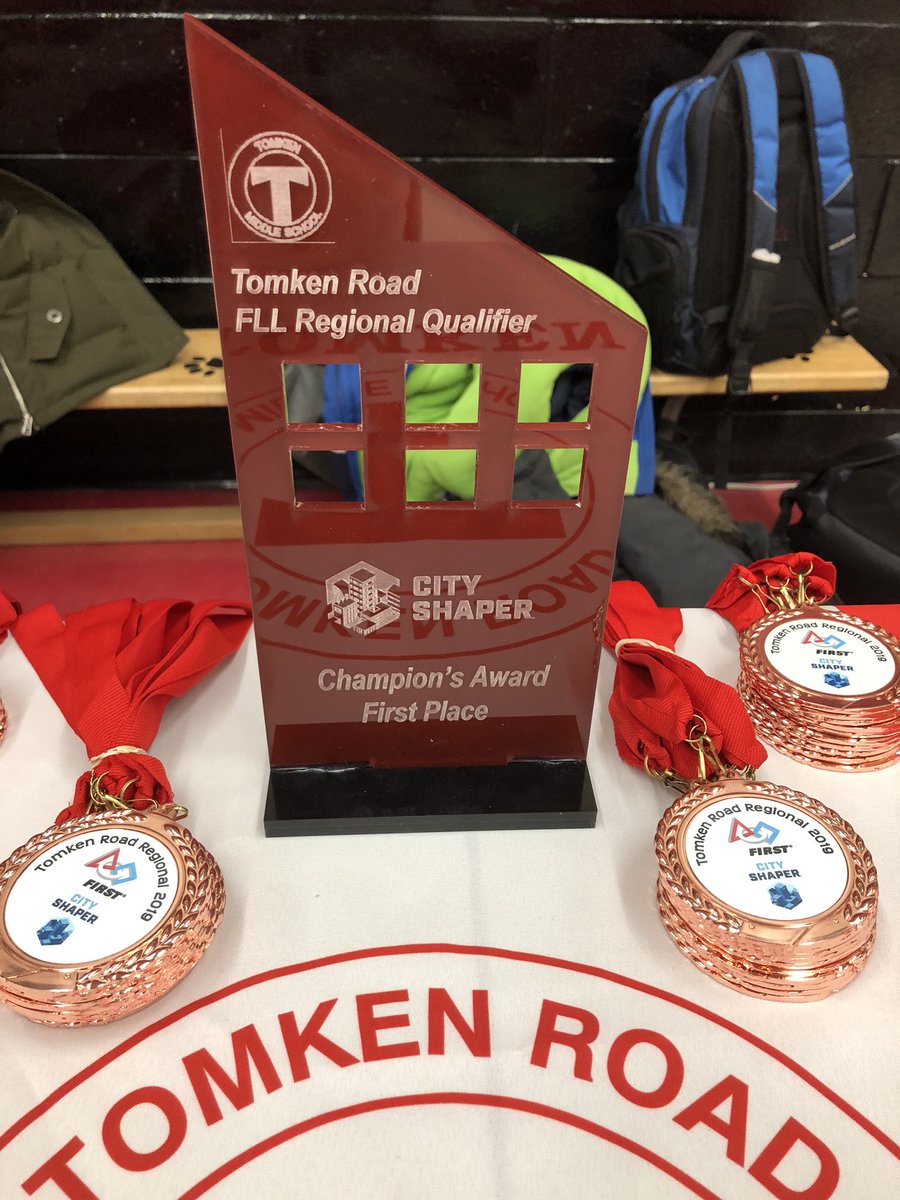 TOMKEN
T
MIDDLE SCHOOL
Tomken Road
FLL Regional Qualifier
CITY
SHAPER
Champion's Award
First Place
Tomken Road Regional 2019
FIRST®
CITY
SHAPER
Tomken Road Regional 2019
FIRST®
CITY
SHAPER
Tomken Road Regional 2019
FIRST®
CITY
SHAPER
TOMKEN ROAD